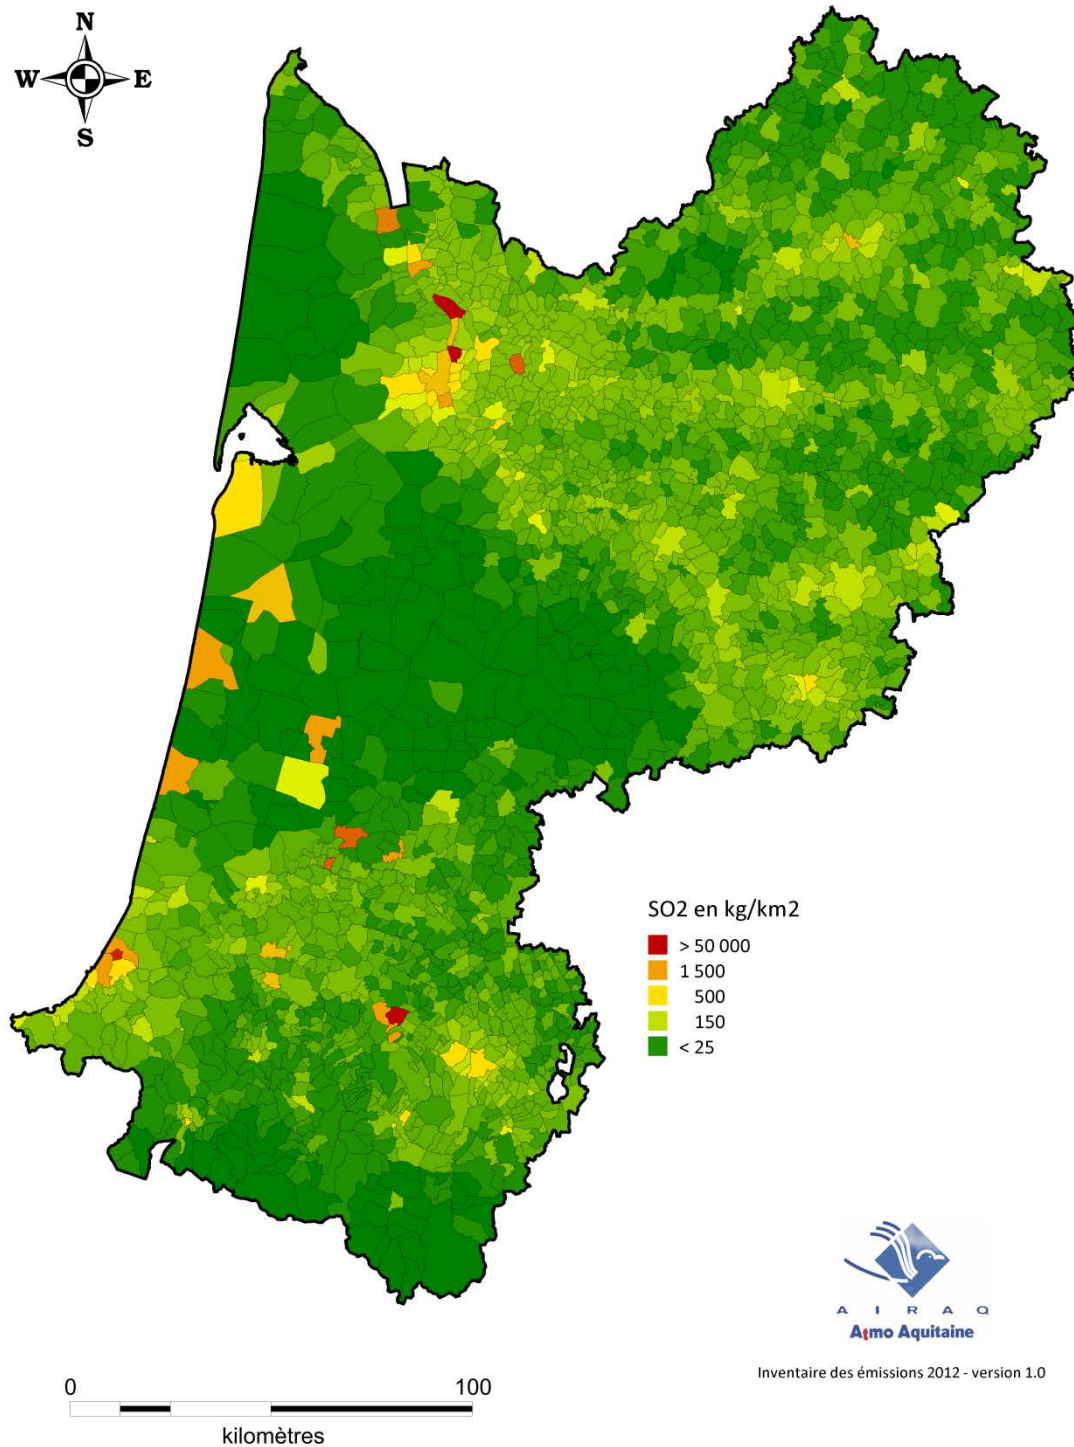 N
W E
S
SO2 en kg/km2
> 50 000
1 500
500
150
< 25
A I R A Q
Atmo Aquitaine
Inventaire des émissions 2012 - version 1.0
0 100
kilomètres